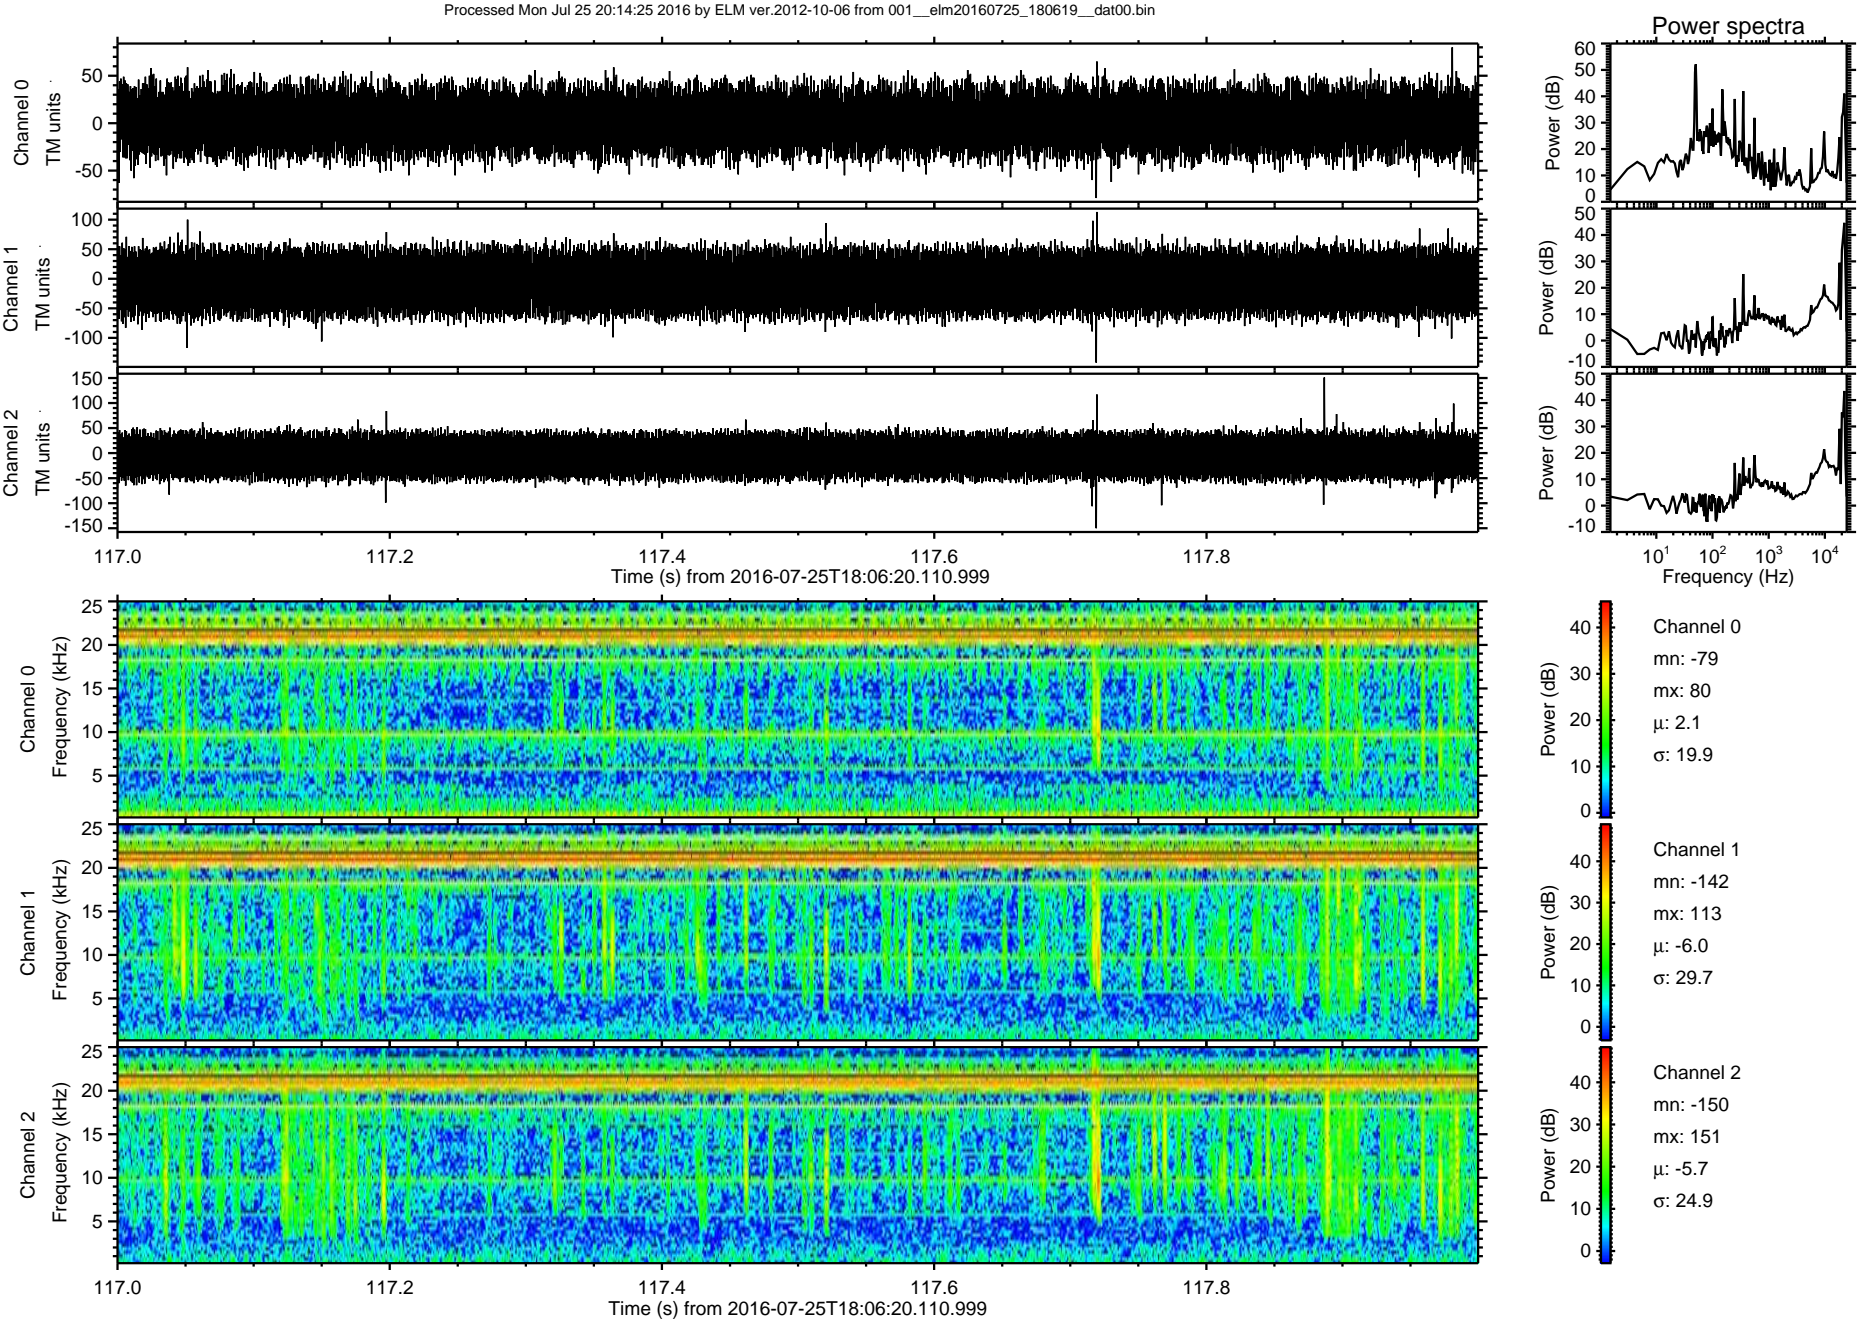 Processed Mon Jul 25 20:14:25 2016 by ELM ver.2012-10-06 from 001__elm20160725_180619__dat00.bin
Power spectra
Channel 0
TM units
50
0
-50
Power (dB)
60
50
40
30
20
10
0
Channel 1
TM units
100
50
0
-50
-100
Power (dB)
50
40
30
20
10
0
-10
Channel 2
TM units
150
100
50
0
-50
-100
-150
Power (dB)
50
40
30
20
10
0
-10
117.0 117.2 117.4 117.6 117.8
Time (s) from 2016-07-25T18:06:20.110.999
10¹ 10² 10³ 10⁴
Frequency (Hz)
Channel 0
Frequency (kHz)
25
20
15
10
5
Power (dB)
40
30
20
10
0
Channel 0
mn: -79
mx: 80
μ: 2.1
σ: 19.9
Channel 1
Frequency (kHz)
25
20
15
10
5
Power (dB)
40
30
20
10
0
Channel 1
mn: -142
mx: 113
μ: -6.0
σ: 29.7
Channel 2
Frequency (kHz)
25
20
15
10
5
Power (dB)
40
30
20
10
0
Channel 2
mn: -150
mx: 151
μ: -5.7
σ: 24.9
117.0 117.2 117.4 117.6 117.8
Time (s) from 2016-07-25T18:06:20.110.999